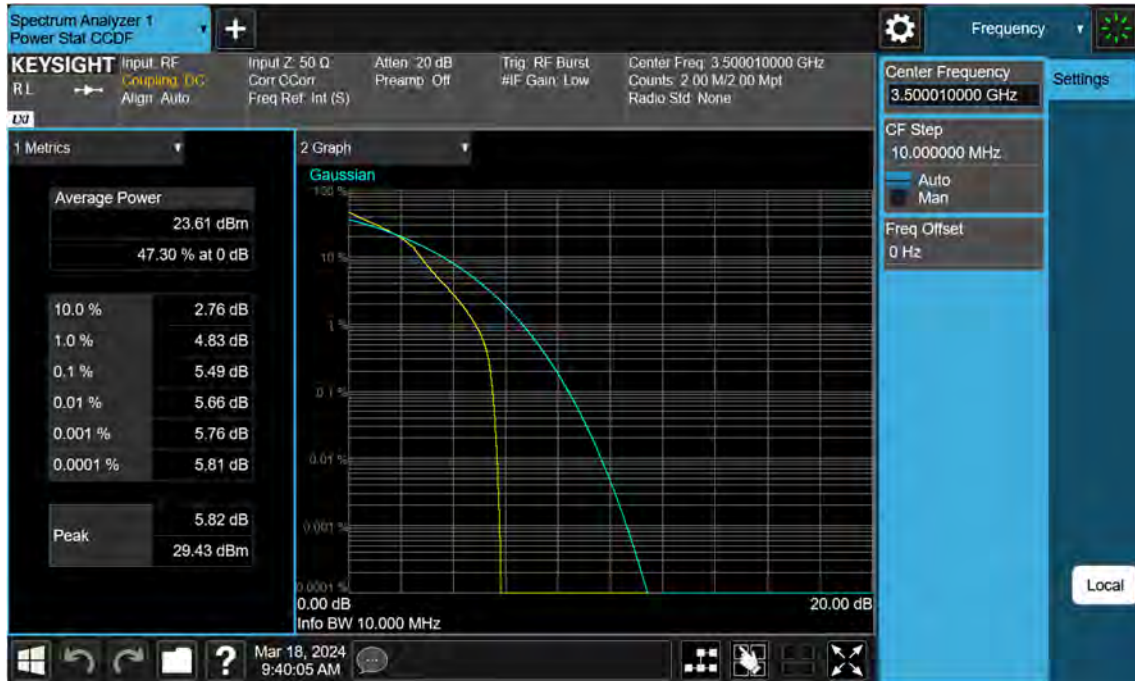 Spectrum Analyzer 1
Power Stat CCDF
+
Frequency
KEYSIGHT
RL
LXI
Input: RF
Coupling: DC
Align: Auto
Input Z: 50 Ω
Corr CCorr
Freq Ref: Int (S)
Atten: 20 dB
Preamp: Off
Trig: RF Burst
#IF Gain: Low
Center Freq: 3.500010000 GHz
Counts: 2.00 M/2.00 Mpt
Radio Std: None
Center Frequency
3.500010000 GHz
Settings
CF Step
10.000000 MHz
Auto
Man
Freq Offset
0 Hz
1 Metrics
Average Power
23.61 dBm
47.30 % at 0 dB
10.0 % 2.76 dB
1.0 % 4.83 dB
0.1 % 5.49 dB
0.01 % 5.66 dB
0.001 % 5.76 dB
0.0001 % 5.81 dB
Peak
5.82 dB
29.43 dBm
2 Graph
Gaussian
100 %
10 %
1 %
0.1 %
0.01 %
0.001 %
0.0001 %
0.00 dB 20.00 dB
Info BW 10.000 MHz
Local
?
Mar 18, 2024
9:40:05 AM